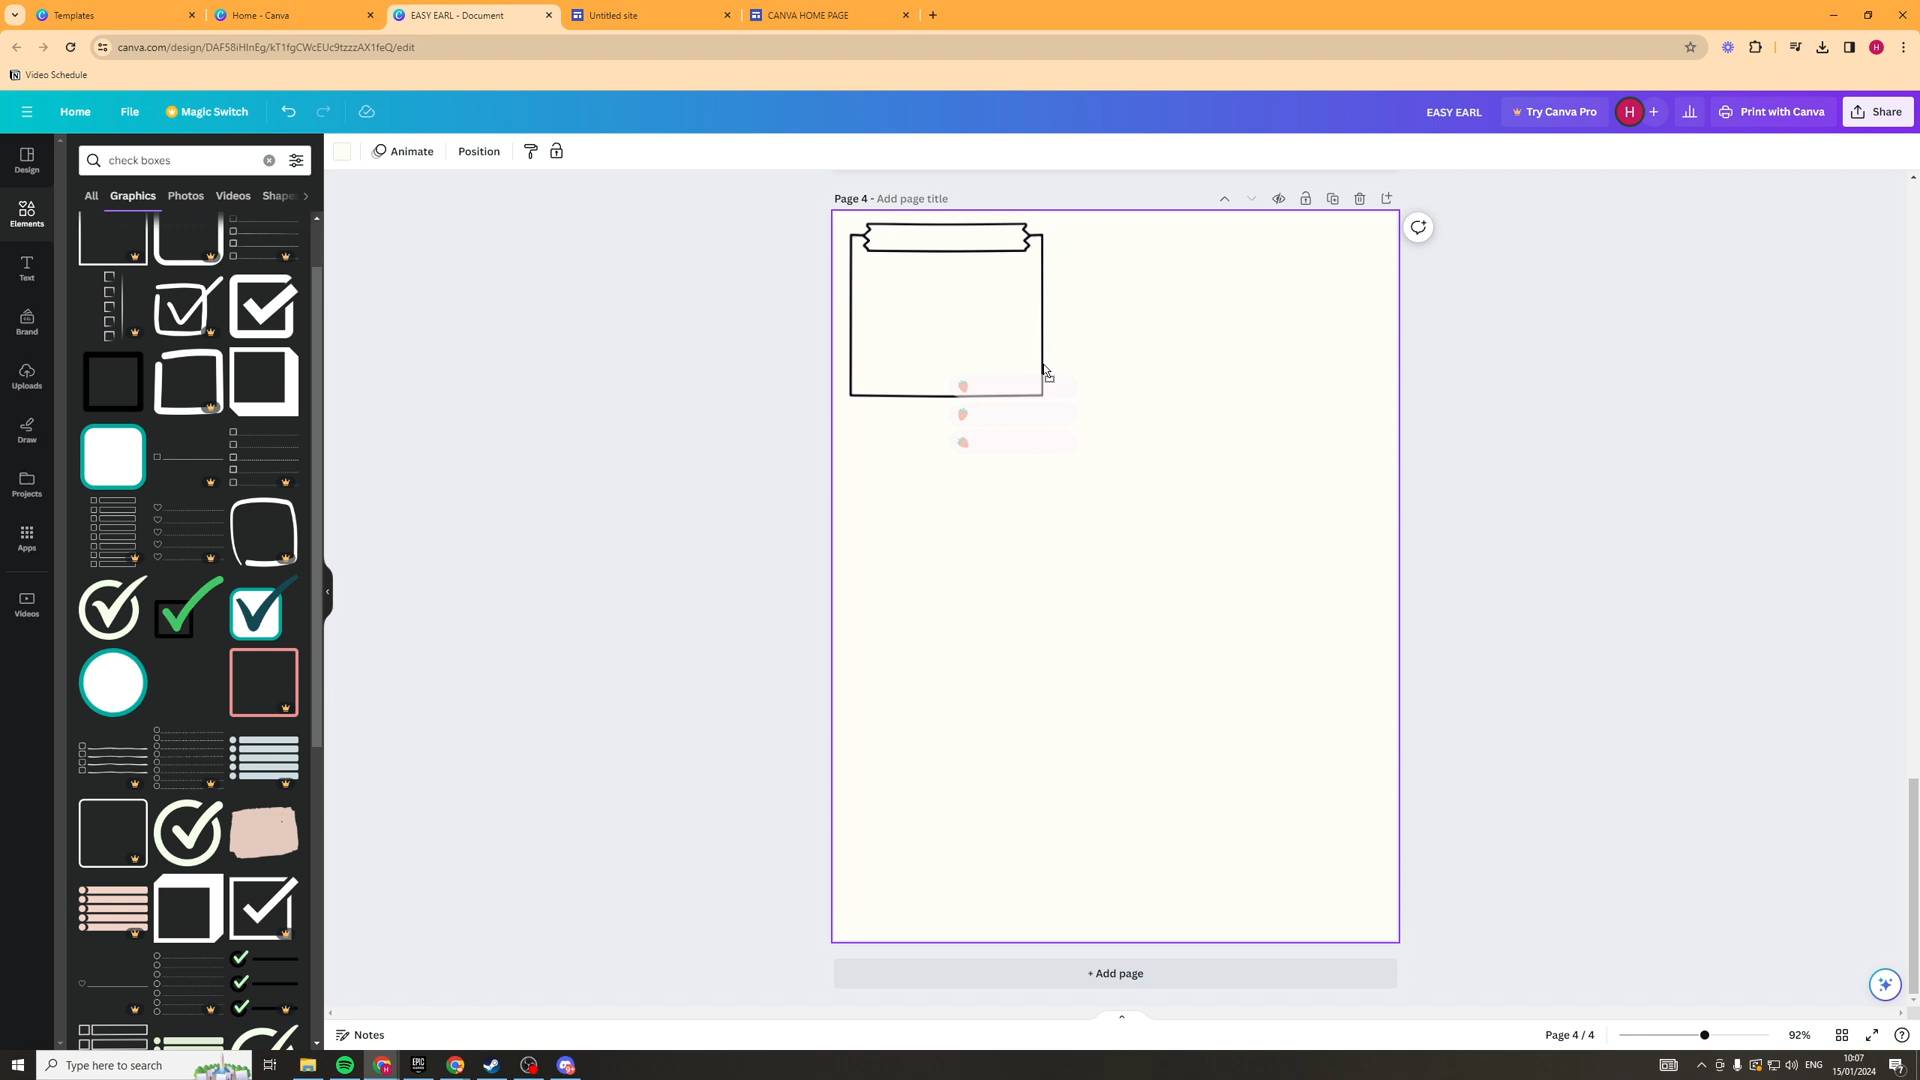 Templates
Home - Canva
EASY EARL - Document
Untitled site
CANVA HOME PAGE
canva.com/design/DAF58iHlnEg/kT1fgCWcEUc9tzzzAX1feQ/edit
H
Video Schedule
Home
File
Magic Switch
EASY EARL
Try Canva Pro
H
Print with Canva
Share
Design
Elements
Text
Brand
Uploads
Draw
Projects
Apps
Videos
check boxes
All
Graphics
Photos
Videos
Shapes
Animate
Position
Page 4 - Add page title
+ Add page
Notes
Page 4 / 4
92%
Type here to search
ENG
10:07
15/01/2024